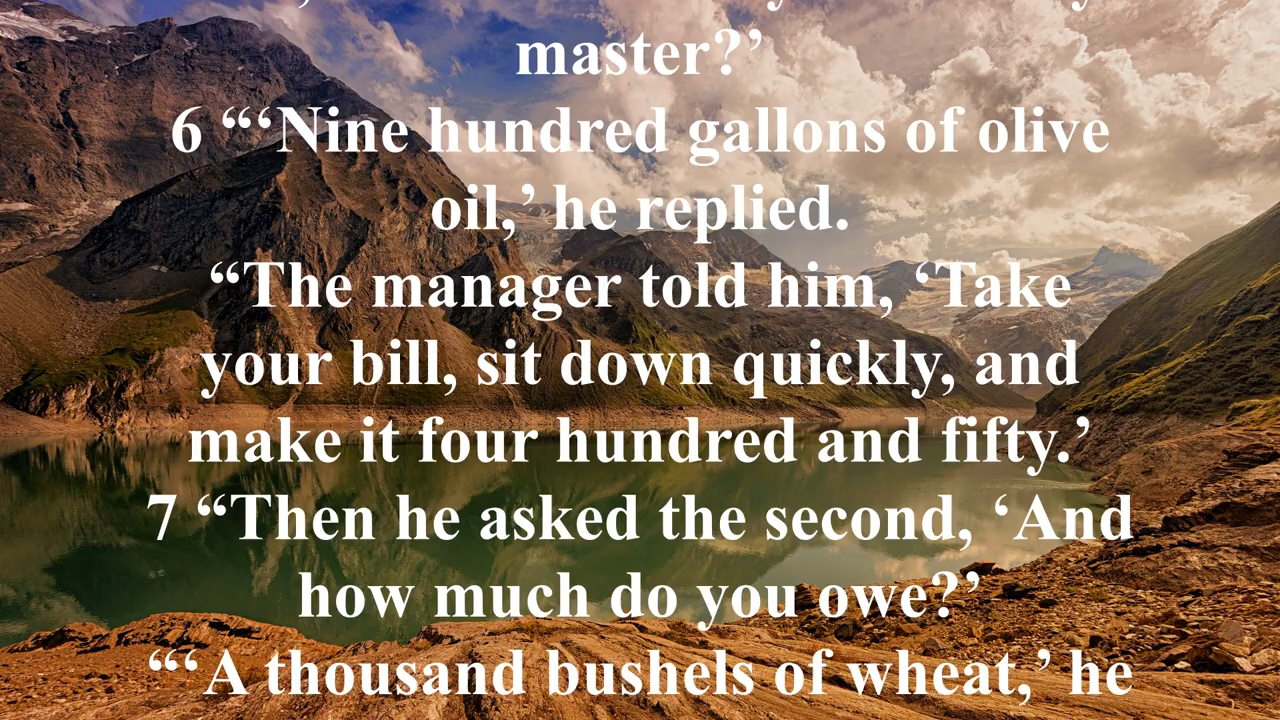 master?’
6 “‘Nine hundred gallons of olive
oil,’ he replied.
“The manager told him, ‘Take
your bill, sit down quickly, and
make it four hundred and fifty.’
7 “Then he asked the second, ‘And
how much do you owe?’
“‘A thousand bushels of wheat,’ he